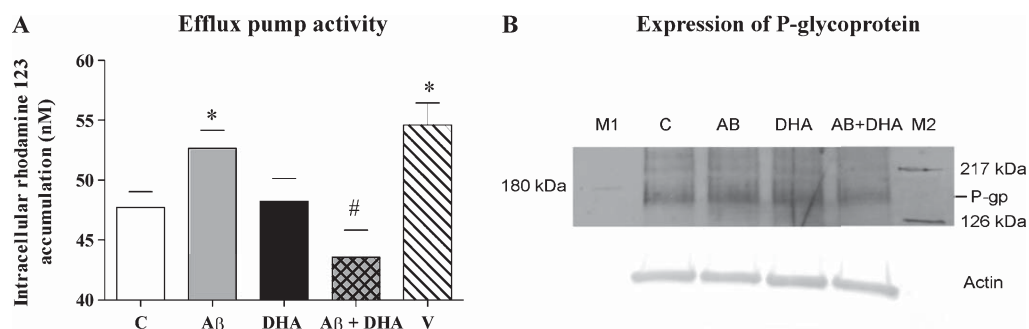 A
Efflux pump activity
Intracellular rhodamine 123
accumulation (nM)
60
55
50
45
40
*
#
*
C Aβ DHA Aβ + DHA V
B
Expression of P-glycoprotein
M1 C AB DHA AB+DHA M2
217 kDa
180 kDa
P-gp
126 kDa
Actin